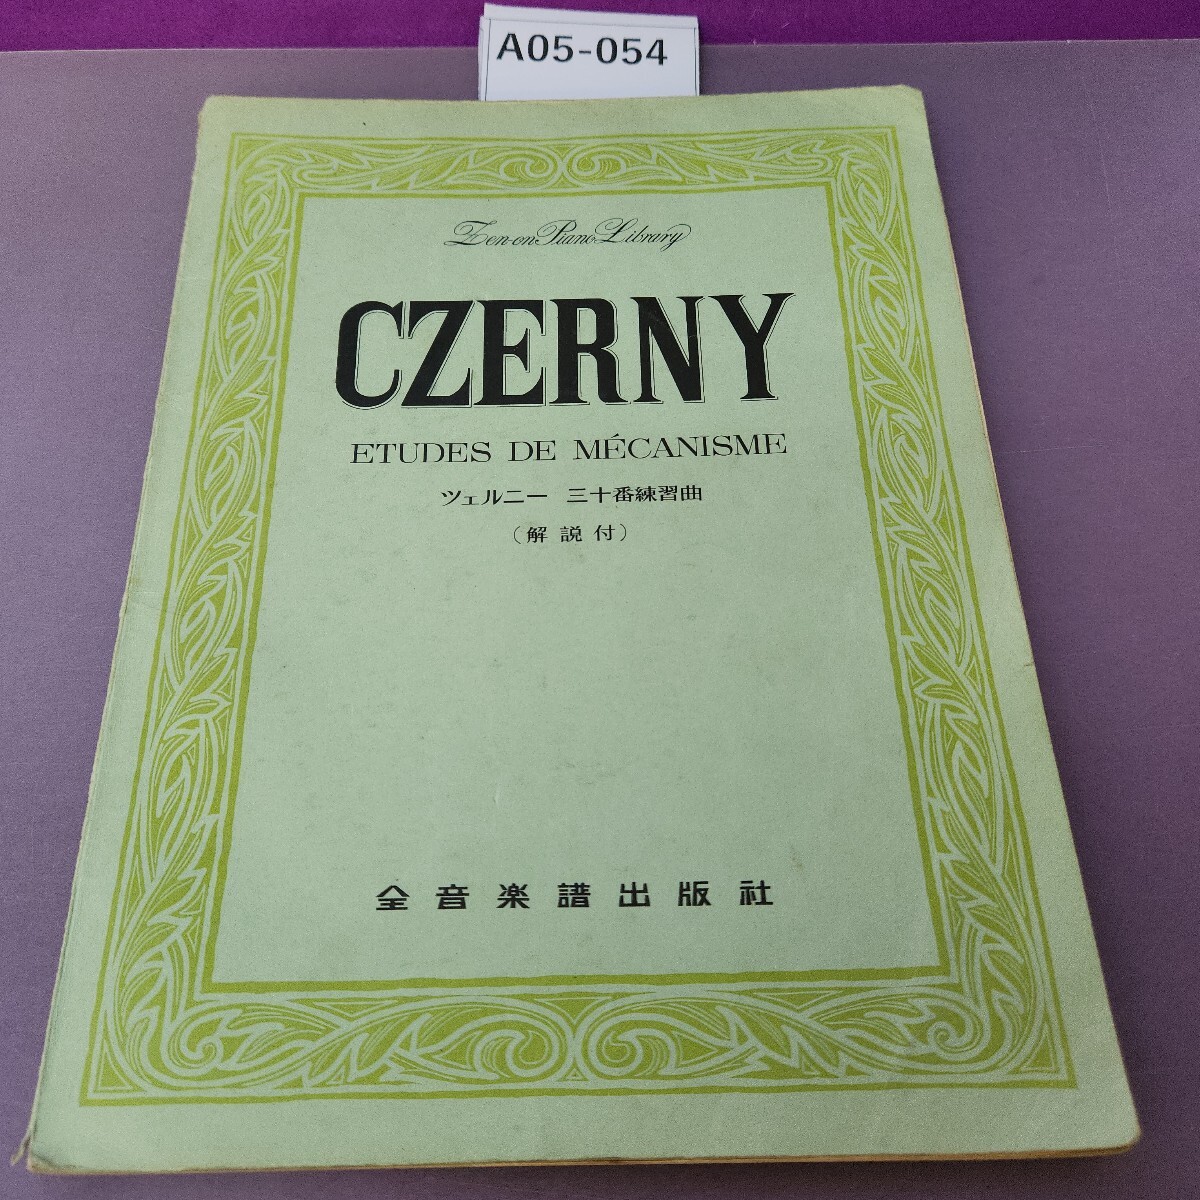 A05-054
Zen-on Piano Library
CZERNY
ETUDES DE MÉCANISME
ツェルニー 三十番練習曲
(解説付)
全音楽譜出版社